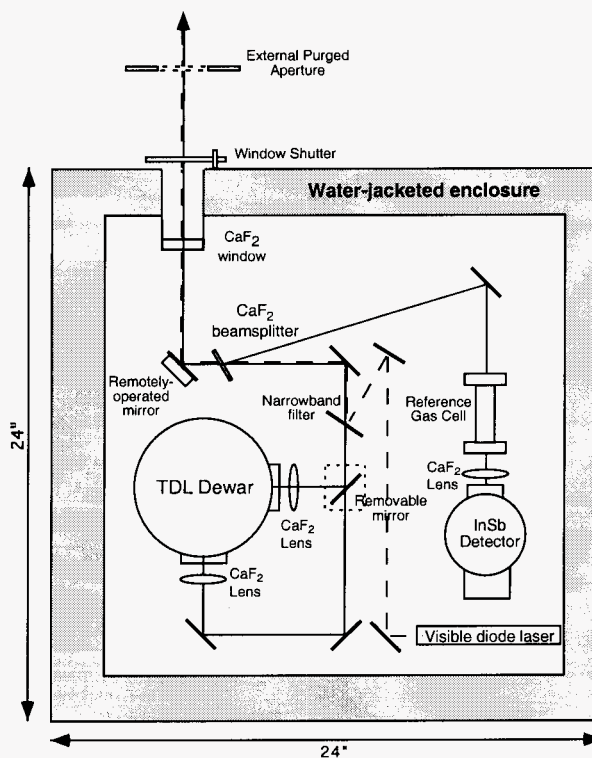 External Purged
Aperture
Window Shutter
Water-jacketed enclosure
CaF2
window
CaF2
beamsplitter
Remotely-
operated
mirror
Narrowband
filter
Reference
Gas Cell
TDL Dewar
CaF2
Lens
Removable
mirror
CaF2
Lens
InSb
Detector
CaF2
Lens
Visible diode laser
24"
24"